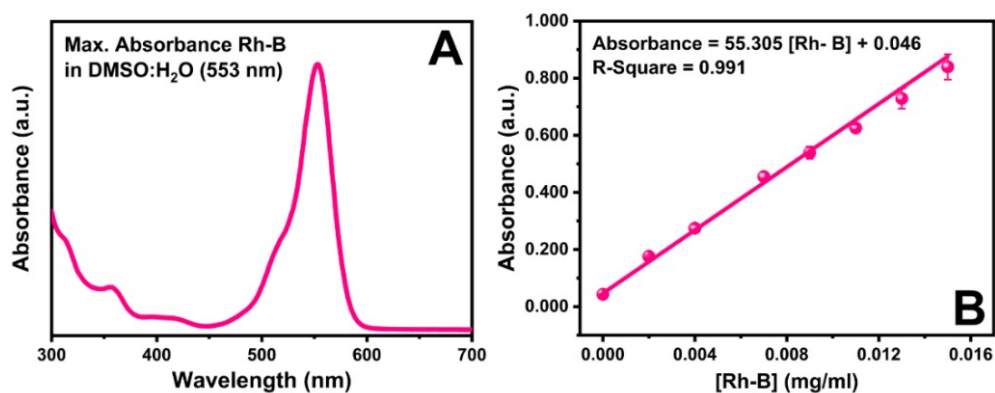 Max. Absorbance Rh-B
in DMSO:H₂O (553 nm)
A
Absorbance (a.u.)
300 400 500 600 700
Wavelength (nm)
Absorbance = 55.305 [Rh- B] + 0.046
R-Square = 0.991
B
Absorbance (a.u.)
1.000
0.800
0.600
0.400
0.200
0.000
0.000 0.004 0.008 0.012 0.016
[Rh-B] (mg/ml)